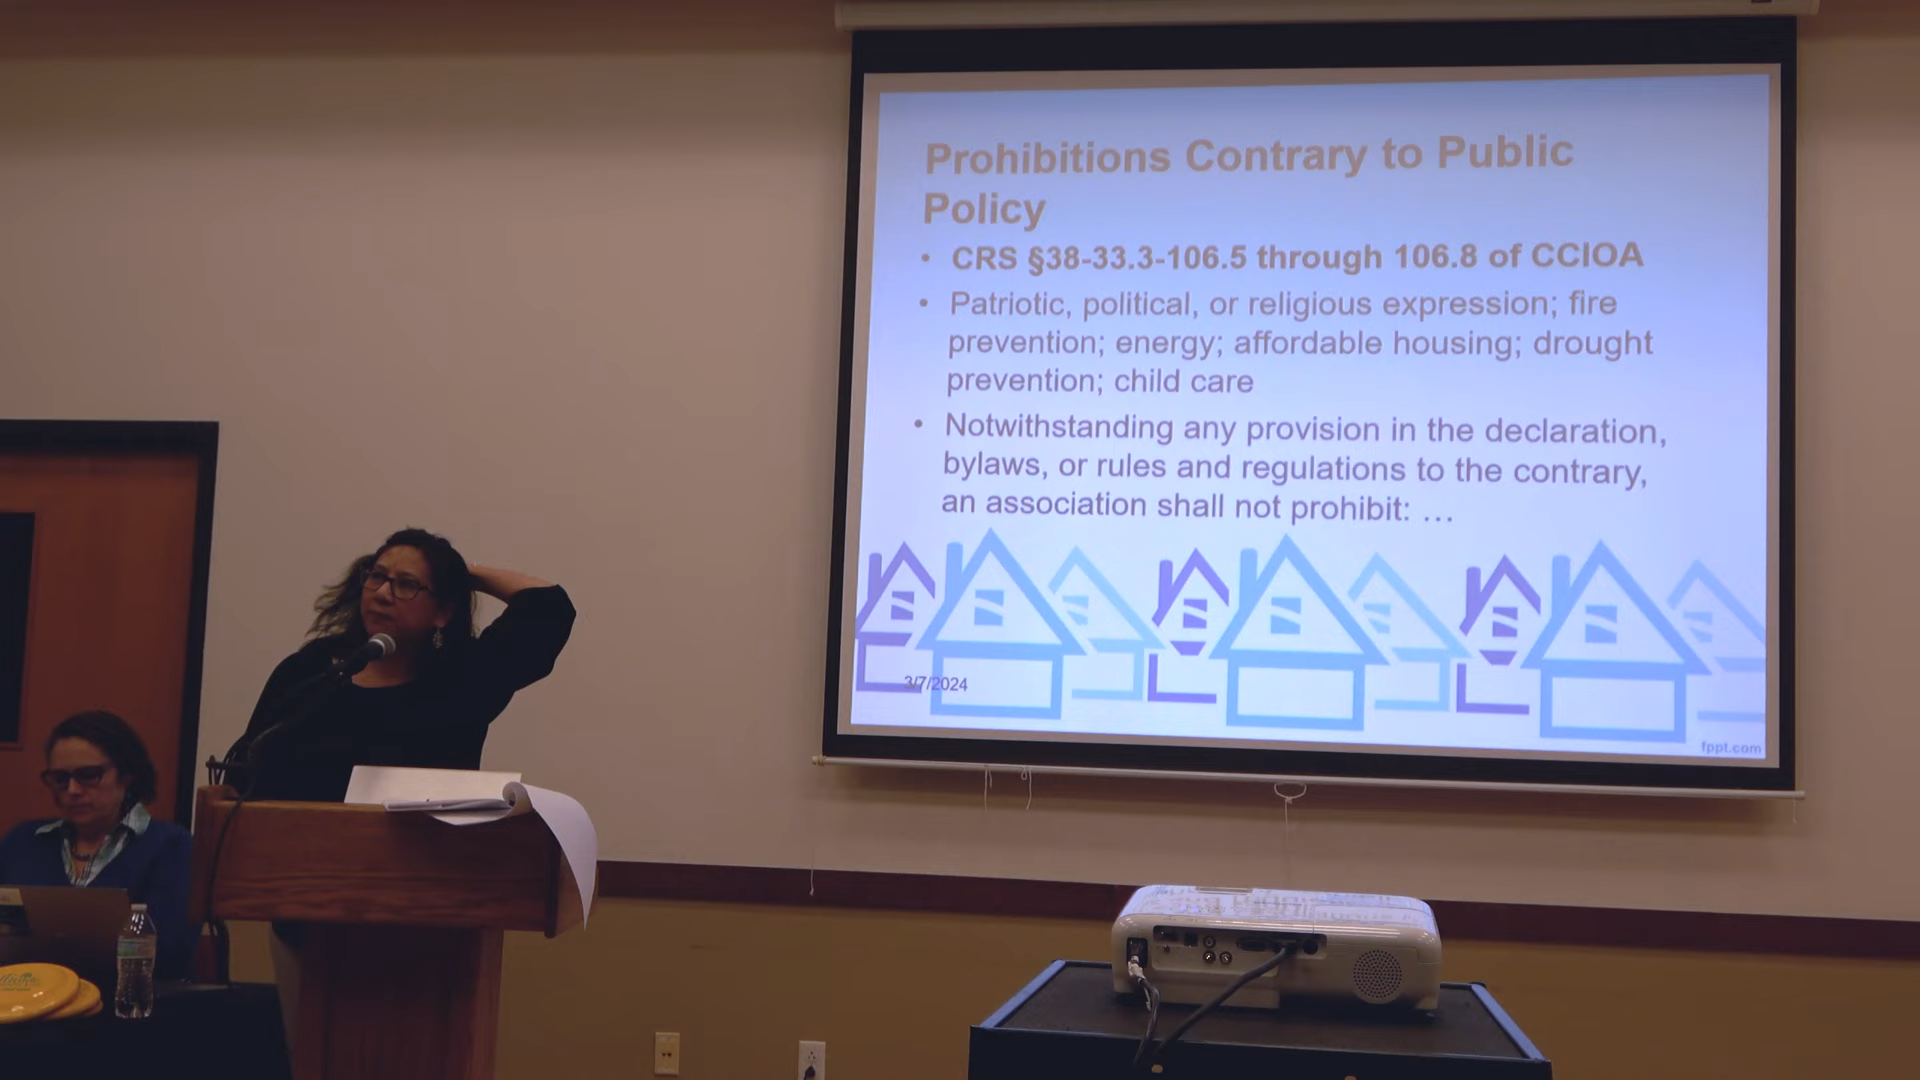 Prohibitions Contrary to Public
Policy
• CRS §38-33.3-106.5 through 106.8 of CCIOA
• Patriotic, political, or religious expression; fire
prevention; energy; affordable housing; drought
prevention; child care
• Notwithstanding any provision in the declaration,
bylaws, or rules and regulations to the contrary,
an association shall not prohibit: …
3/7/2024
fppt.com